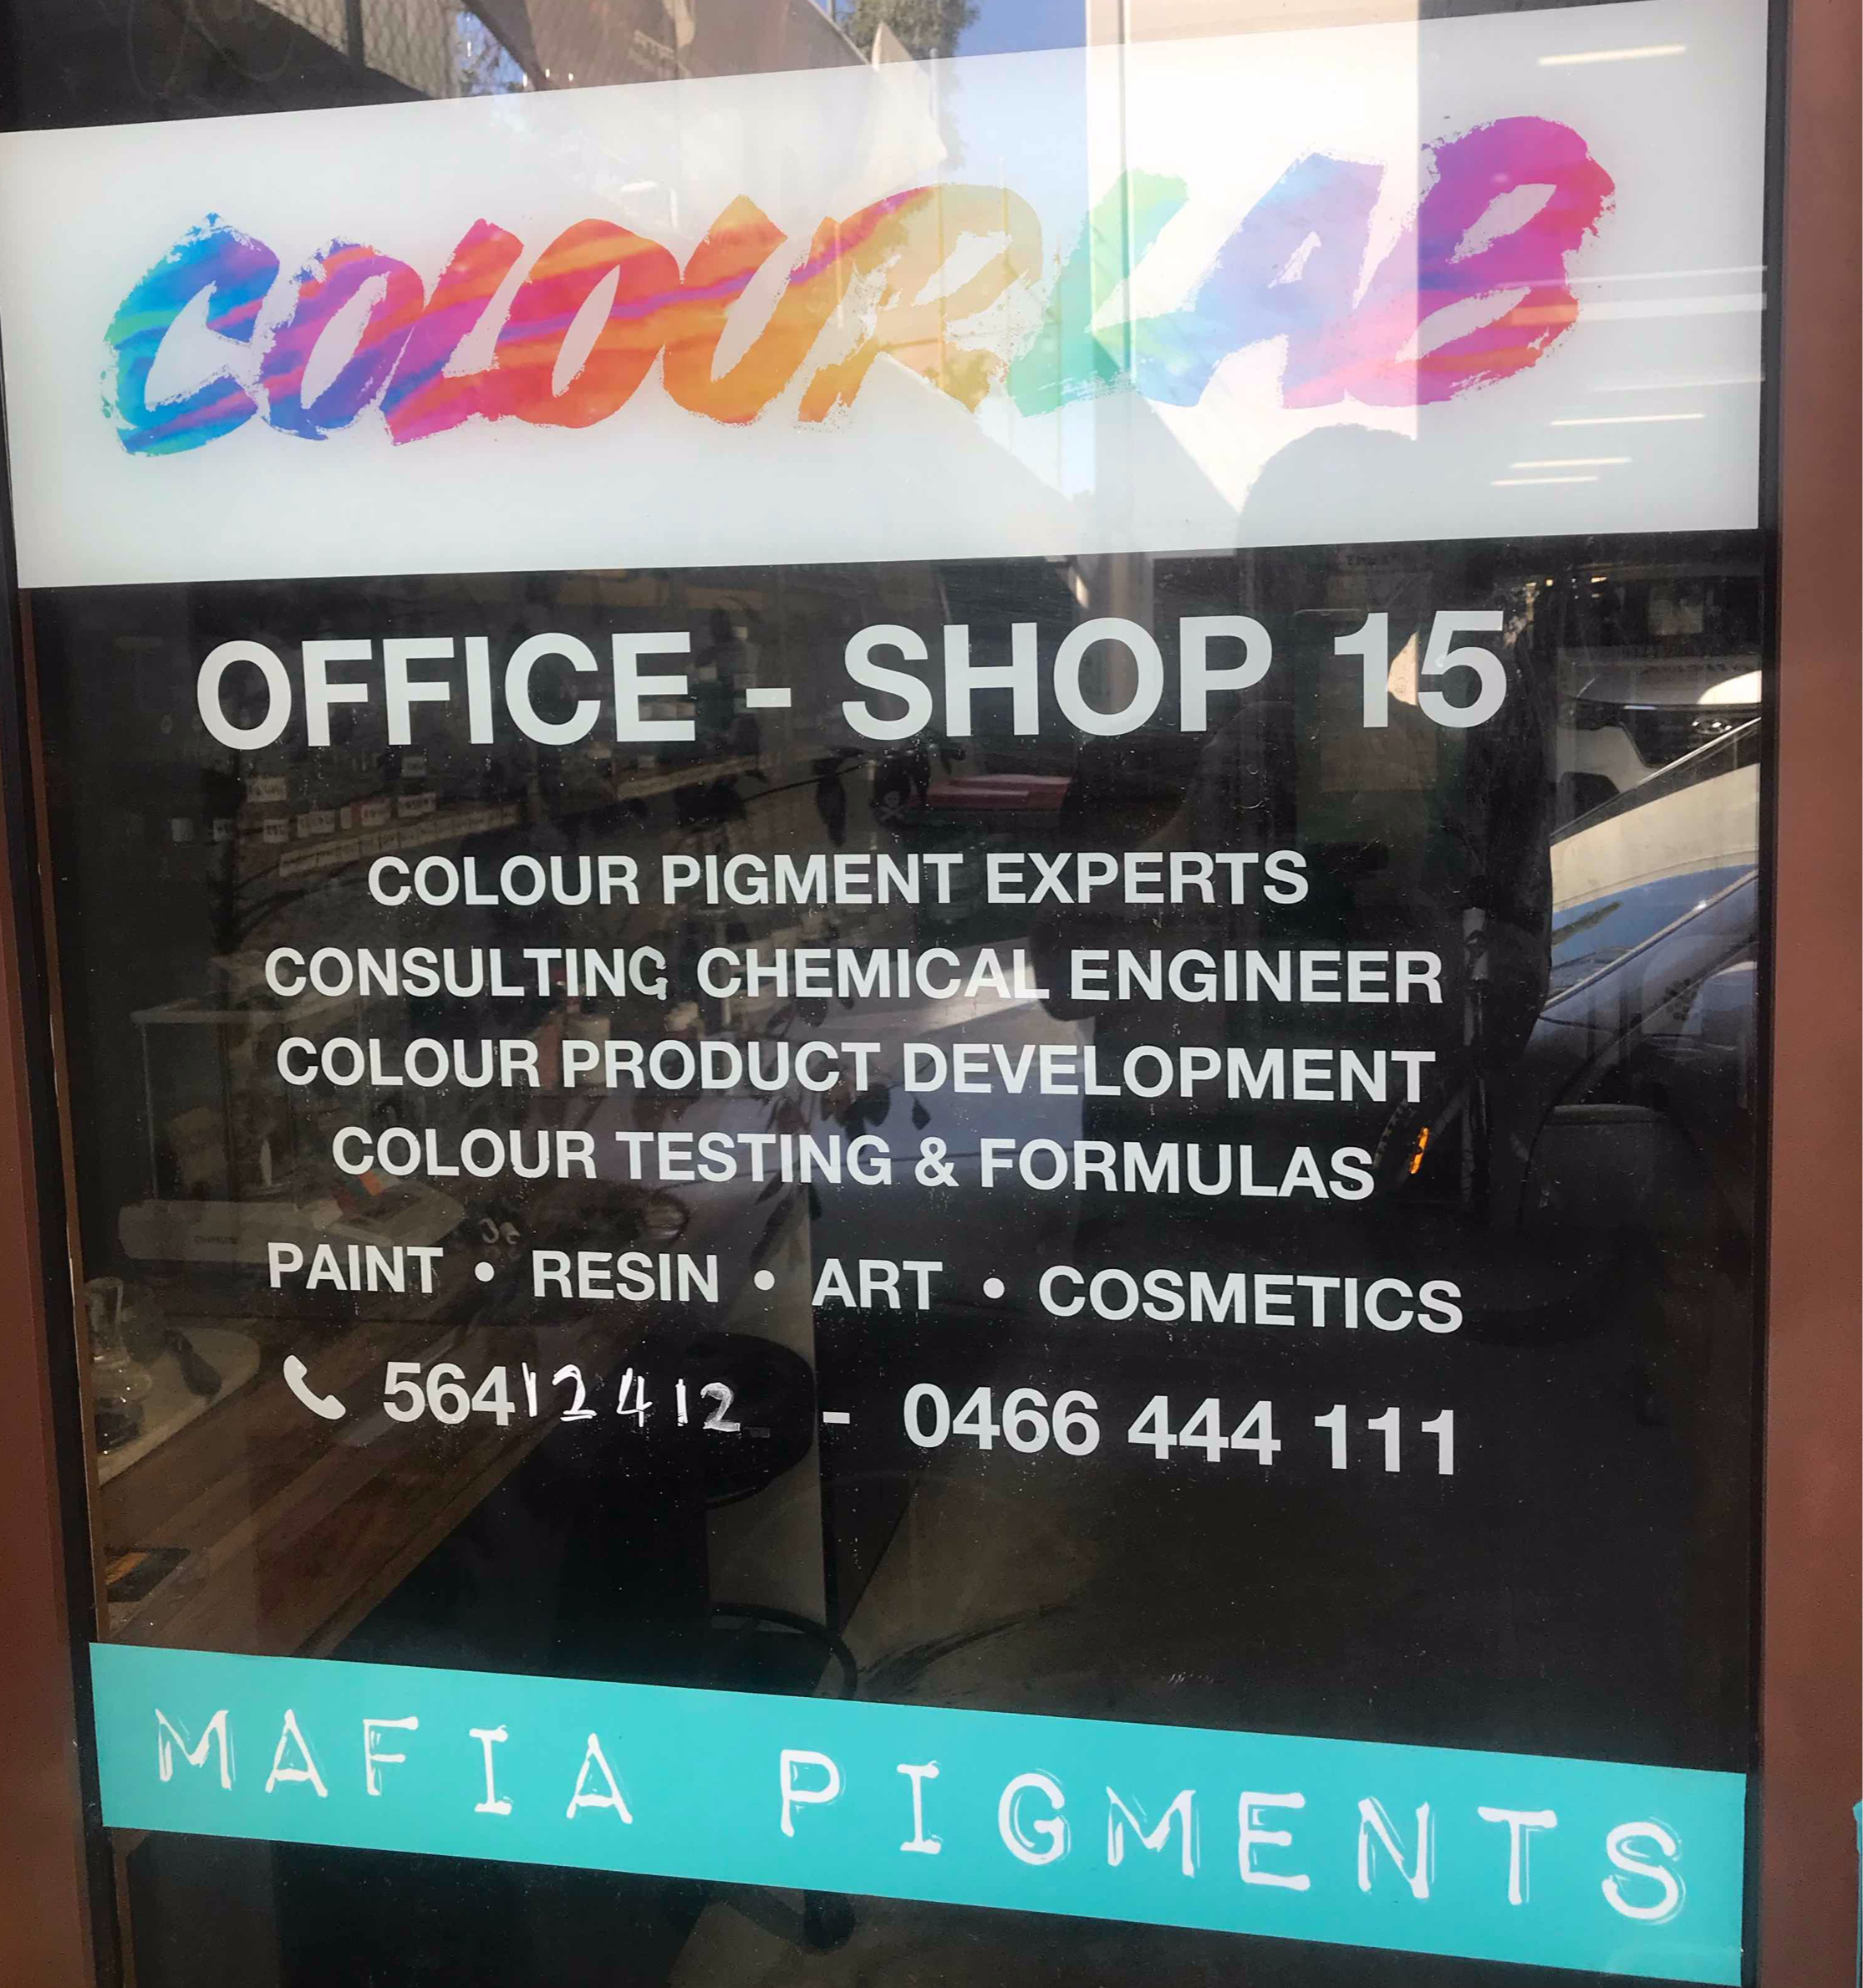 COLOURLAB
OFFICE - SHOP 15
COLOUR PIGMENT EXPERTS
CONSULTING CHEMICAL ENGINEER
COLOUR PRODUCT DEVELOPMENT
COLOUR TESTING & FORMULAS
PAINT • RESIN • ART • COSMETICS
56412412 - 0466 444 111
MAFIA PIGMENTS